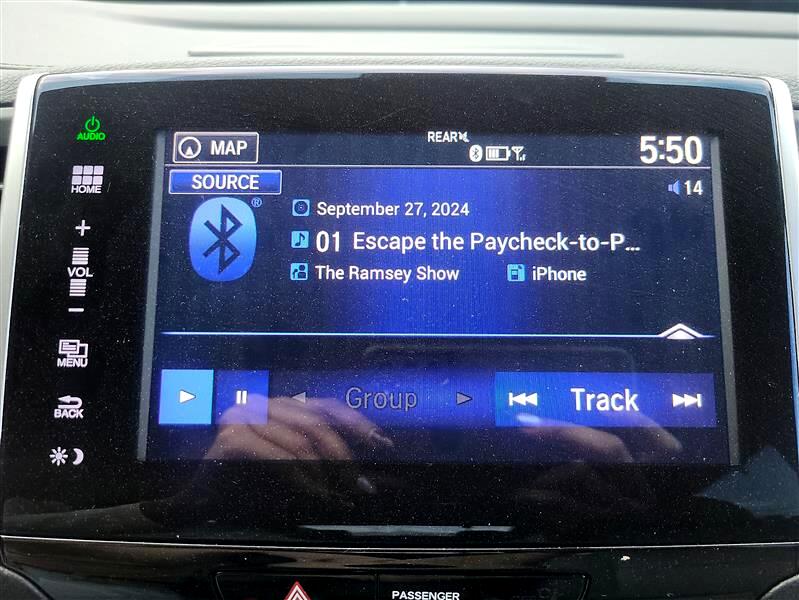 AUDIO
HOME
+
VOL
−
MENU
BACK
MAP
REAR
5:50
SOURCE
14
®
September 27, 2024
01 Escape the Paycheck-to-P...
The Ramsey Show
iPhone
Group
Track
PASSENGER